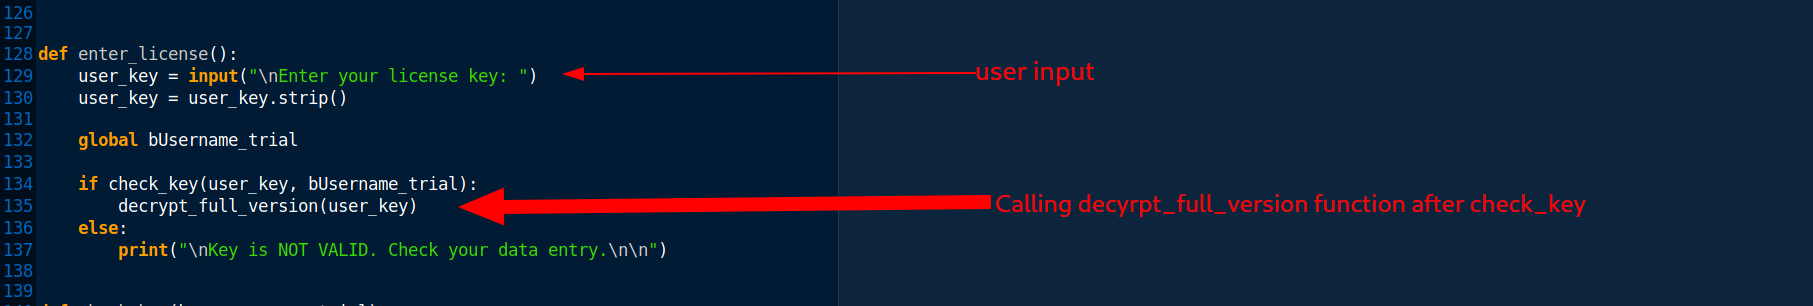 126
127
128 def enter_license():
129 user_key = input("\nEnter your license key: ") user input
130 user_key = user_key.strip()
131
132 global bUsername_trial
133
134 if check_key(user_key, bUsername_trial):
135 decrypt_full_version(user_key) Calling decyrpt_full_version function after check_key
136 else:
137 print("\nKey is NOT VALID. Check your data entry.\n\n")
138
139